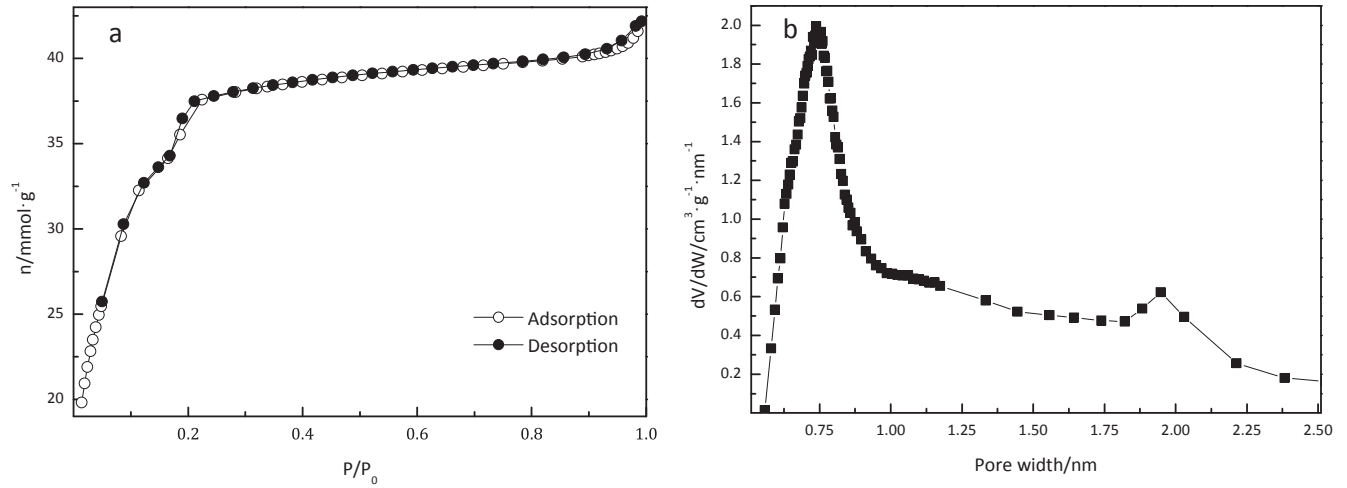 a
40
35
30
25
20
n/mmol·g⁻¹
Adsorption
Desorption
0.2 0.4 0.6 0.8 1.0
P/P₀
b
2.0
1.8
1.6
1.4
1.2
1.0
0.8
0.6
0.4
0.2
dV/dW/cm³·g⁻¹·nm⁻¹
0.75 1.00 1.25 1.50 1.75 2.00 2.25 2.50
Pore width/nm